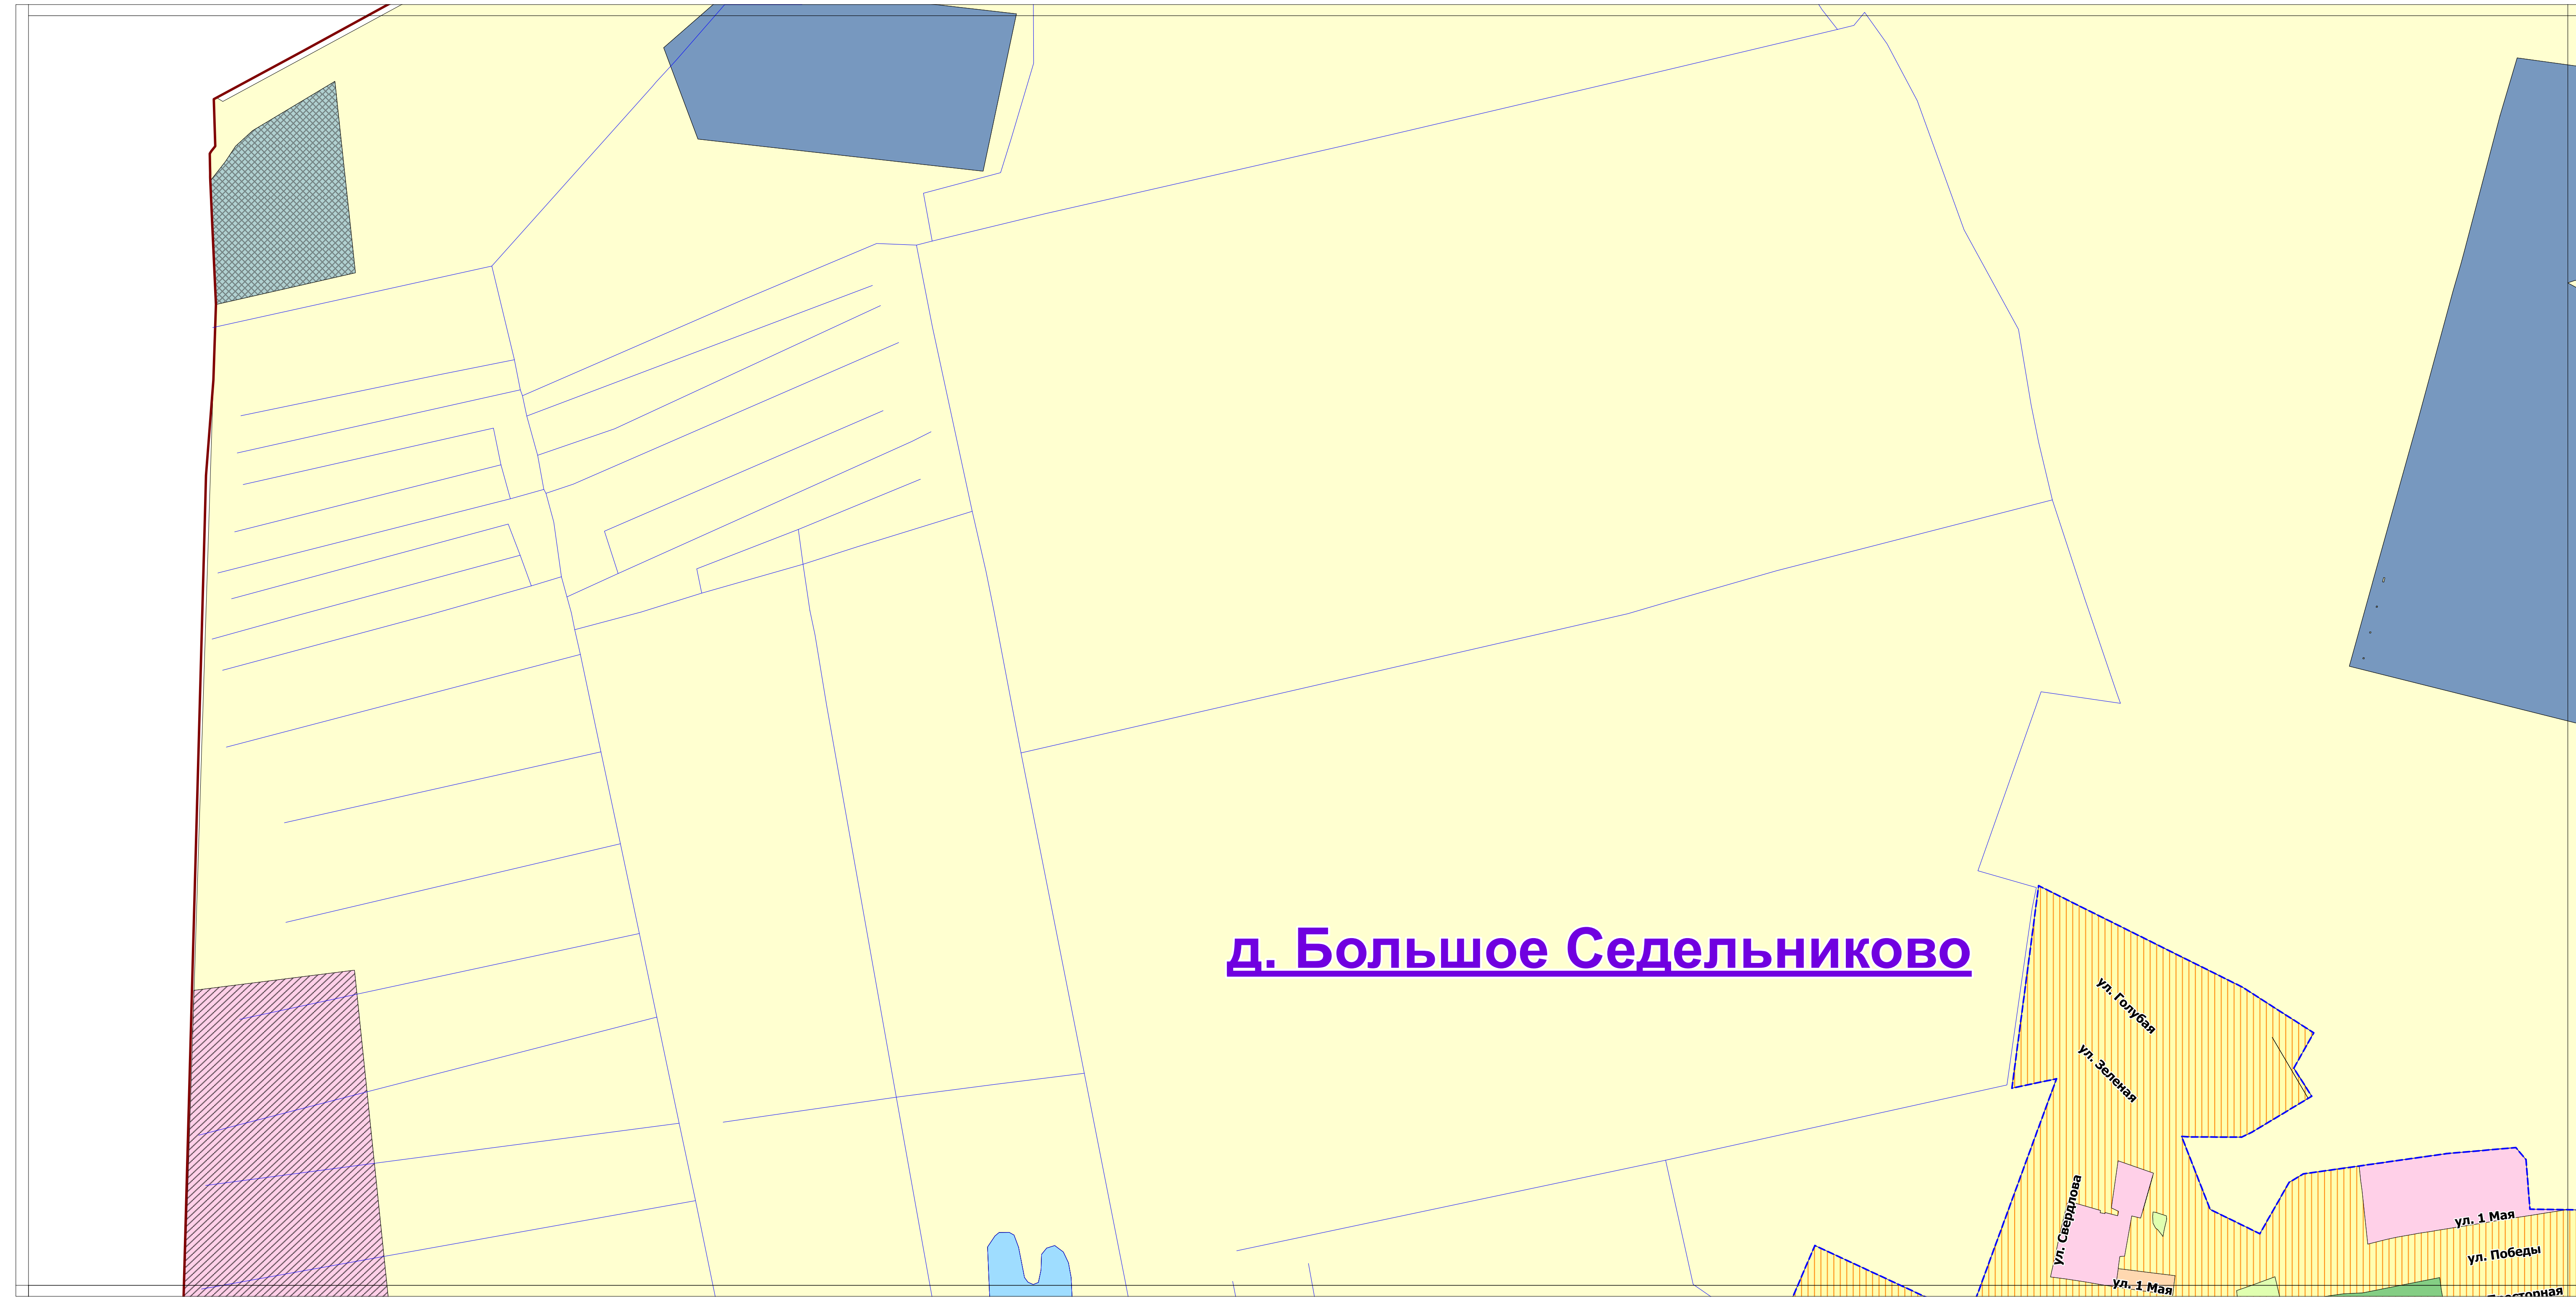 д. Большое Седельниково
ул. Голубая
ул. Зеленая
ул. Свердлова
ул. 1 Мая
ул. Победы
ул. 1 Мая